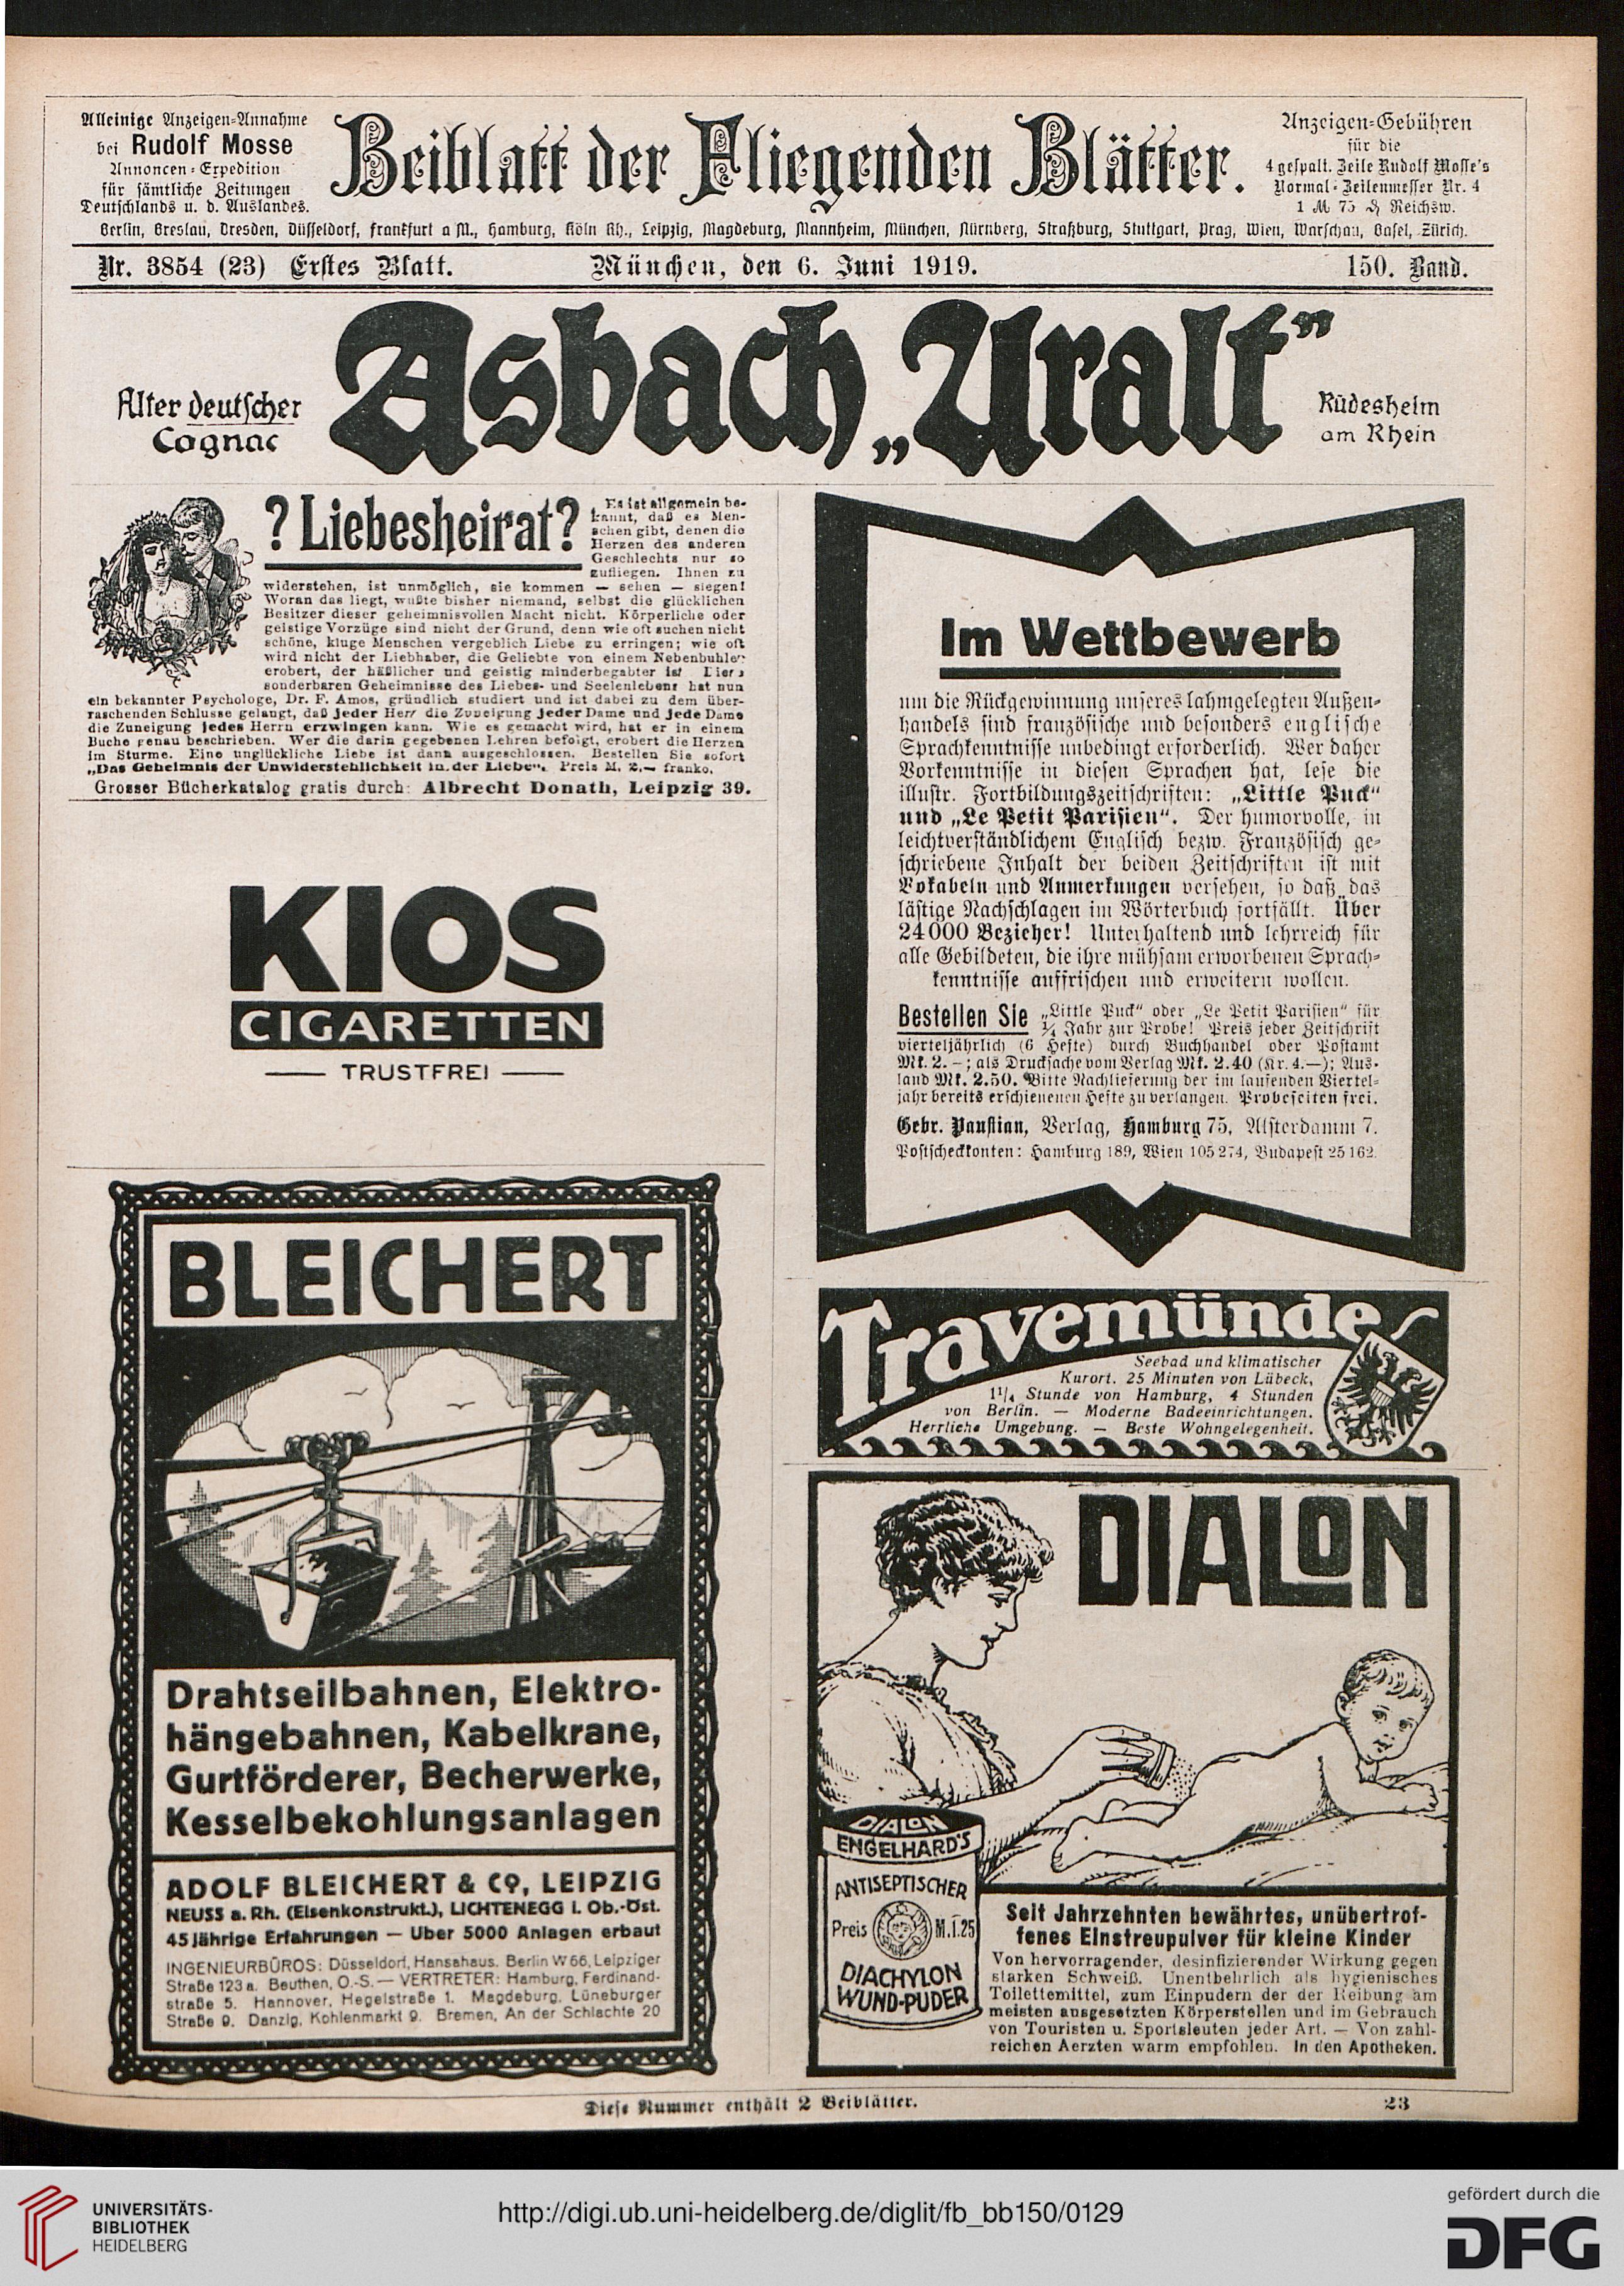 Alleinige Anzeigen-Annahme
bei Rudolf Mosse
Annoncen-Expedition
für sämtliche Zeitungen
Deutschlands u. d. Auslandes.
Beiblatt der Fliegenden Blätter.
Anzeigen-Gebühren
für die
4 gespalt. Zeile Rudolf Mosse's
Normal-Zeilenmesser Nr. 4
1 M 75 ₰ Reichsw.
Berlin, Breslau, Dresden, Düsseldorf, Frankfurt a M., Hamburg, Köln Rh., Leipzig, Magdeburg, Mannheim, München, Nürnberg, Straßburg, Stuttgart, Prag, Wien, Warschau, Basel, Zürich.
Nr. 3854 (23) Erstes Blatt. München, den 6. Juni 1919. 150. Band.
Alter deutscher
Cognac
Asbach „Uralt”
Rüdesheim
am Rhein
? Liebesheirat?
Es ist allgemein be-
kannt, daß es Men-
schen gibt, denen die
Herzen des anderen
Geschlechts nur so
zufliegen. Ihnen zu
widerstehen, ist unmöglich, sie kommen — sehen — siegen!
Woran das liegt, wußte bisher niemand, selbst die glücklichen
Besitzer dieser geheimnisvollen Macht nicht. Körperliche oder
geistige Vorzüge sind nicht der Grund, denn wie oft suchen nicht
schöne, kluge Menschen vergeblich Liebe zu erringen; wie oft
wird nicht der Liebhaber, die Geliebte von einem Nebenbuhler
erobert, der häßlicher und geistig minderbegabter ist
sonderbaren Geheimnisse des Liebes- und Seelenlebens hat nun
ein bekannter Psychologe, Dr. F. Amos, gründlich studiert und ist dabei zu dem über-
raschenden Schlusse gelangt, daß jeder Herr die Zuneigung jeder Dame und jede Dame
die Zuneigung jedes Herrn erzwingen kann. Wie es gemacht wird, hat er in einem
Buche genau beschrieben. Wer die darin gegebenen Lehren befolgt, erobert die Herzen
im Sturme. Eine unglückliche Liebe ist dann ausgeschlossen. Bestellen Sie sofort
„Das Geheimnis der Unwiderstehlichkeit in der Liebe“. Preis M. 2,— franko.
Grosser Bücherkatalog gratis durch: Albrecht Donath, Leipzig 39.
KIOS
CIGARETTEN
TRUSTFREI
BLEICHERT
Drahtseilbahnen, Elektro-
hängebahnen, Kabelkrane,
Gurtförderer, Becherwerke,
Kesselbekohlungsanlagen
ADOLF BLEICHERT & Co, LEIPZIG
NEUSS a. Rh. (Eisenkonstrukt.), LICHTENEGG i. Ob.-Öst.
45 jährige Erfahrungen — Über 5000 Anlagen erbaut
INGENIEURBÜROS: Düsseldorf, Hansahaus. Berlin W 66, Leipziger
Straße 123 a. Beuthen, O.-S. — VERTRETER: Hamburg, Ferdinand-
straße 5. Hannover, Hegelstraße 1. Magdeburg, Lüneburger
Straße 9. Danzig, Kohlenmarkt 9. Bremen, An der Schlachte 20
Im Wettbewerb
um die Rückgewinnung unseres lahmgelegten Außen-
handels sind französische und besonders englische
Sprachkenntnisse unbedingt erforderlich. Wer daher
Vorkenntnisse in diesen Sprachen hat, lese die
illustr. Fortbildungszeitschriften: „Little Puck“
und „Le Petit Parisien“. Der humorvolle, in
leichtverständlichem Englisch bezw. Französisch ge-
schriebene Inhalt der beiden Zeitschriften ist mit
Vokabeln und Anmerkungen versehen, so daß das
lästige Nachschlagen im Wörterbuch fortfällt. Über
24000 Bezieher! Unterhaltend und lehrreich für
alle Gebildeten, die ihre mühsam erworbenen Sprach-
kenntnisse auffrischen und erweitern wollen.
Bestellen Sie „Little Puck“ oder „Le Petit Parisien“ für
¼ Jahr zur Probe! Preis jeder Zeitschrift
vierteljährlich (6 Hefte) durch Buchhandel oder Postamt
Mk. 2.–; als Drucksache vom Verlag Mk. 2.40 (Kr. 4.—); Aus-
land Mk. 2.50. Bitte Nachlieferung der im laufenden Viertel-
jahr bereits erschienenen Hefte zu verlangen. Probeseiten frei.
Gebr. Paustian, Verlag, Hamburg 75, Alsterdamm 7.
Postscheckkonten: Hamburg 189, Wien 105274, Budapest 25162.
Travemünde
Seebad und klimatischer
Kurort. 25 Minuten von Lübeck,
1¹/₄ Stunde von Hamburg, 4 Stunden
von Berlin. — Moderne Badeeinrichtungen.
Herrliche Umgebung. — Beste Wohngelegenheit.
DIALON
DIALON
ENGELHARD'S
ANTISEPTISCHER
Preis M.1.25
DIACHYLON
WUND-PUDER
Seit Jahrzehnten bewährtes, unübertrof-
fenes Einstreupulver für kleine Kinder
Von hervorragender, desinfizierender Wirkung gegen
starken Schweiß. Unentbehrlich als hygienisches
Toilettemittel, zum Einpudern der der Reibung am
meisten ausgesetzten Körperstellen und im Gebrauch
von Touristen u. Sportsleuten jeder Art. — Von zahl-
reichen Aerzten warm empfohlen. In den Apotheken.
Diese Nummer enthält 2 Beiblätter. 23
UNIVERSITÄTS-
BIBLIOTHEK
HEIDELBERG
http://digi.ub.uni-heidelberg.de/diglit/fb_bb150/0129
gefördert durch die
DFG